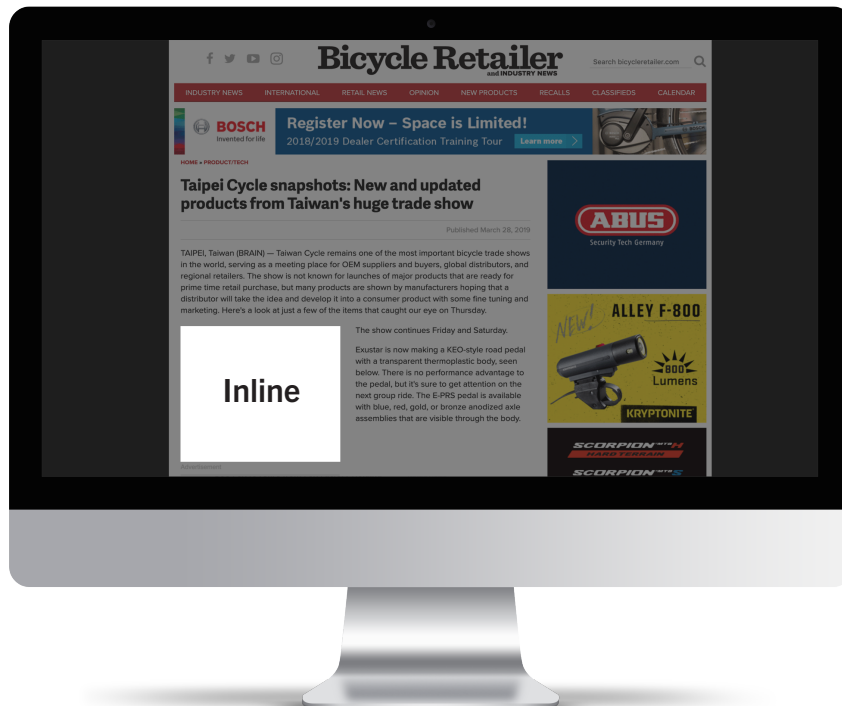 Bicycle Retailer
and INDUSTRY NEWS
Search bicycleretailer.com
INDUSTRY NEWS INTERNATIONAL RETAIL NEWS OPINION NEW PRODUCTS RECALLS CLASSIFIEDS CALENDAR
BOSCH
Invented for life
Register Now – Space is Limited!
2018/2019 Dealer Certification Training Tour Learn more
HOME » PRODUCT/TECH
Taipei Cycle snapshots: New and updated
products from Taiwan's huge trade show
Published March 28, 2019
TAIPEI, Taiwan (BRAIN) — Taiwan Cycle remains one of the most important bicycle trade shows
in the world, serving as a meeting place for OEM suppliers and buyers, global distributors, and
regional retailers. The show is not known for launches of major products that are ready for
prime time retail purchase, but many products are shown by manufacturers hoping that a
distributor will take the idea and develop it into a consumer product with some fine tuning and
marketing. Here's a look at just a few of the items that caught our eye on Thursday.
Inline
Advertisement
The show continues Friday and Saturday.
Exustar is now making a KEO-style road pedal
with a transparent thermoplastic body, seen
below. There is no performance advantage to
the pedal, but it's sure to get attention on the
next group ride. The E-PRS pedal is available
with blue, red, gold, or bronze anodized axle
assemblies that are visible through the body.
ABUS
Security Tech Germany
NEW!
ALLEY F-800
800
Lumens
KRYPTONITE
SCORPION MTB H
HARD TERRAIN
SCORPION MTB S